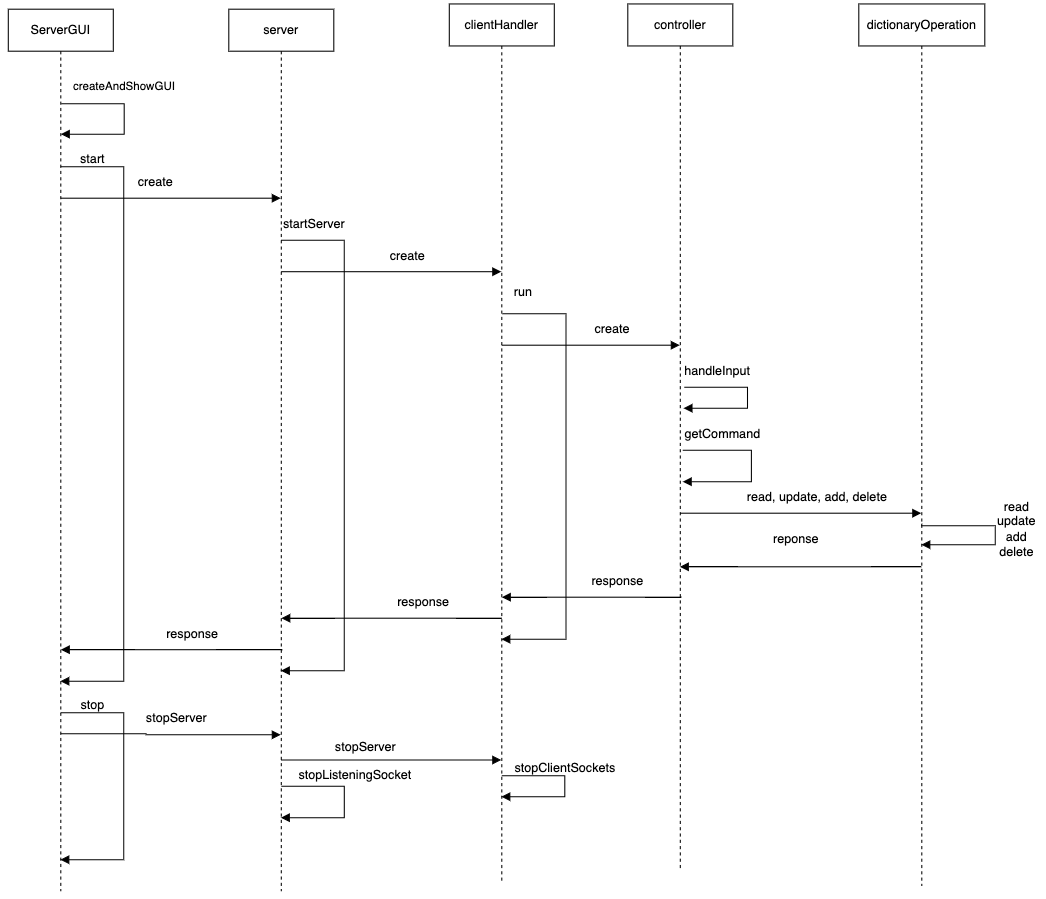 ServerGUI
server
clientHandler
controller
dictionaryOperation
createAndShowGUI
start
create
startServer
create
run
create
handleInput
getCommand
read, update, add, delete
read
update
add
delete
reponse
response
response
response
stop
stopServer
stopServer
stopClientSockets
stopListeningSocket